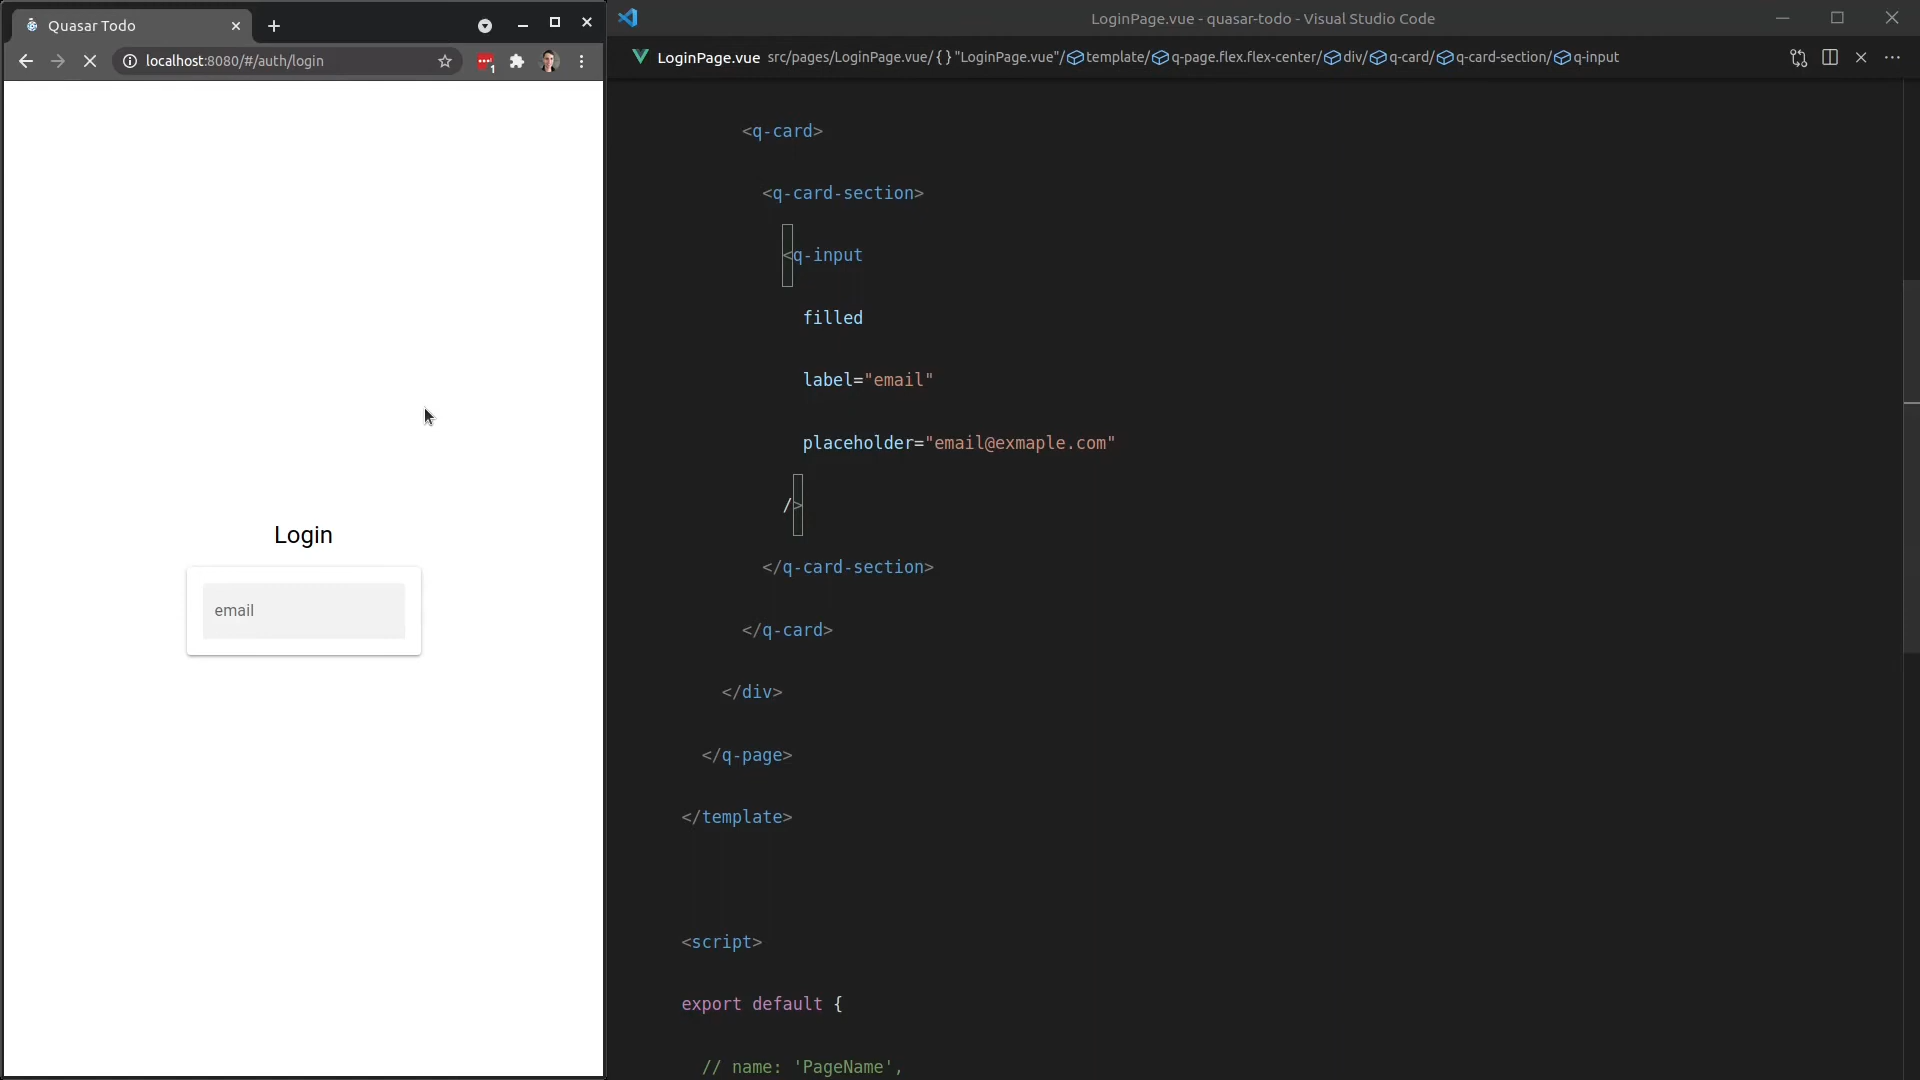 Quasar Todo
localhost:8080/#/auth/login
1
Login
email
LoginPage.vue - quasar-todo - Visual Studio Code
LoginPage.vue src/pages/LoginPage.vue/{ }"LoginPage.vue"/template/q-page.flex.flex-center/div/q-card/q-card-section/q-input
<q-card>
<q-card-section>
<q-input
filled
label="email"
placeholder="email@exmaple.com"
/>
</q-card-section>
</q-card>
</div>
</q-page>
</template>
<script>
export default {
// name: 'PageName',